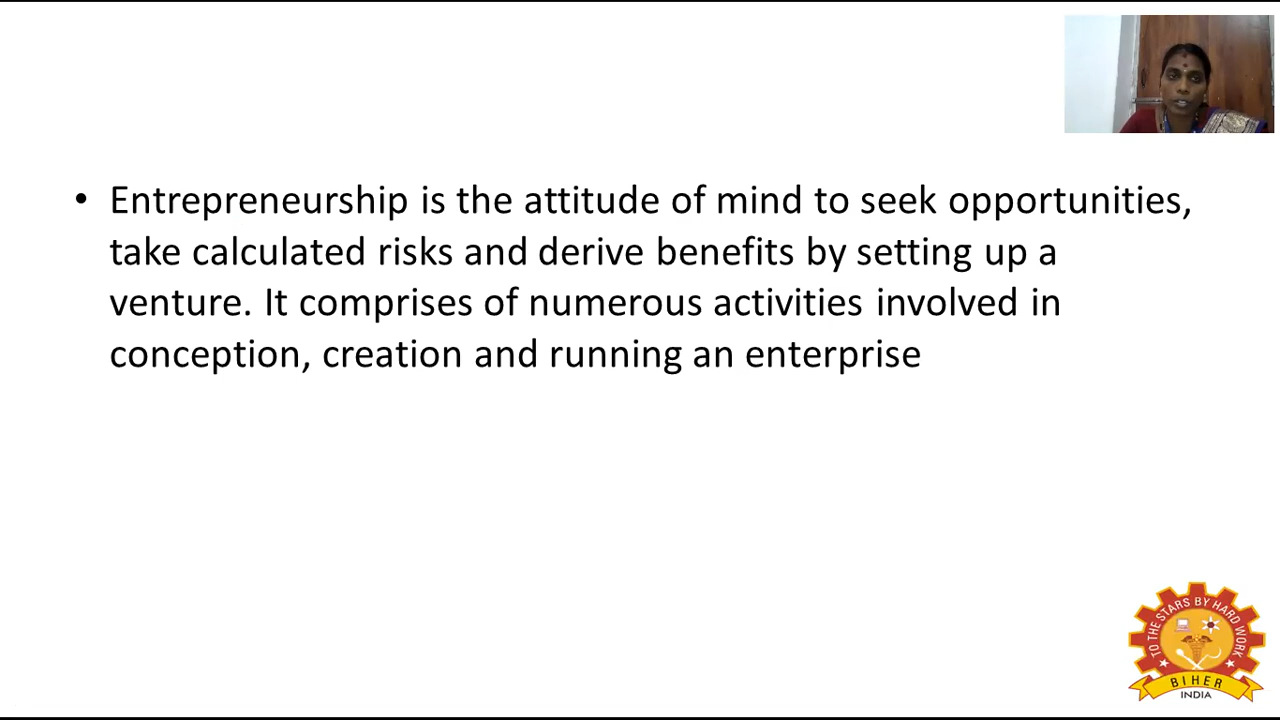 • Entrepreneurship is the attitude of mind to seek opportunities,
take calculated risks and derive benefits by setting up a
venture. It comprises of numerous activities involved in
conception, creation and running an enterprise
TO THE STARS BY HARD WORK
BIHER
INDIA